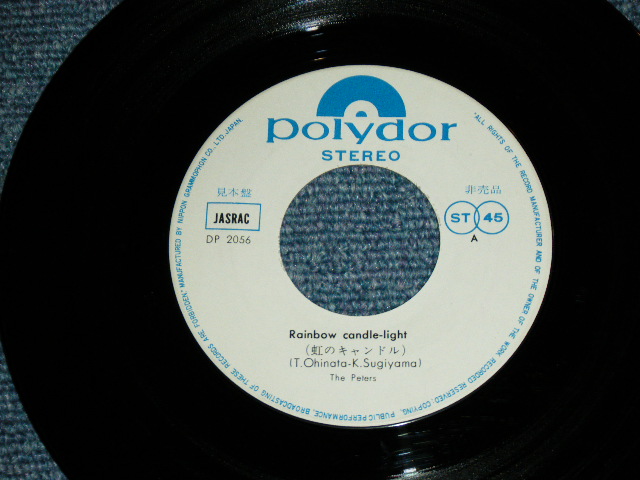 polydor
STEREO
見本盤
非売品
JASRAC
ST 45
DP 2056
A
Rainbow candle-light
(虹のキャンドル)
(T.Ohinata-K.Sugiyama)
The Peters
"ALL RIGHTS OF THE RECORD MANUFACTURER AND OF THE OWNER OF THE WORK RECORDED RESERVED. COPYING, PUBLIC PERFORMANCE, BROADCASTING OF THESE RECORDS ARE FORBIDDEN" MANUFACTURED BY NIPPON GRAMMOPHON CO., LTD. JAPAN.